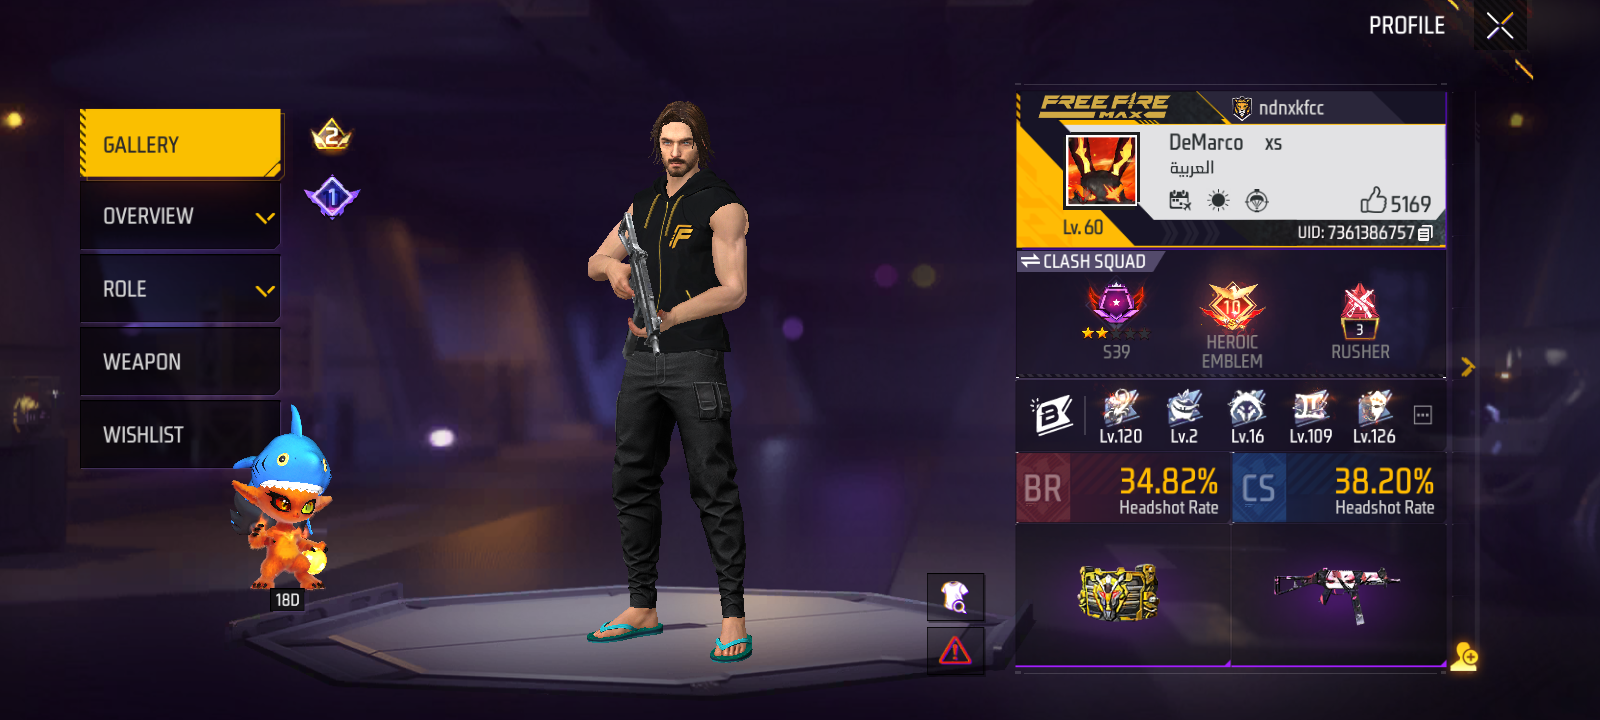 PROFILE
GALLERY
OVERVIEW
ROLE
WEAPON
WISHLIST
2
1
18D
FREE FIRE
MAX
ndnxkfcc
DeMarco xs
العربية
5169
Lv. 60
UID: 7361386757
CLASH SQUAD
10
3
S39
HEROIC
EMBLEM
RUSHER
B
Lv.120 Lv.2 Lv.16 Lv.109 Lv.126
BR 34.82% CS 38.20%
Headshot Rate Headshot Rate